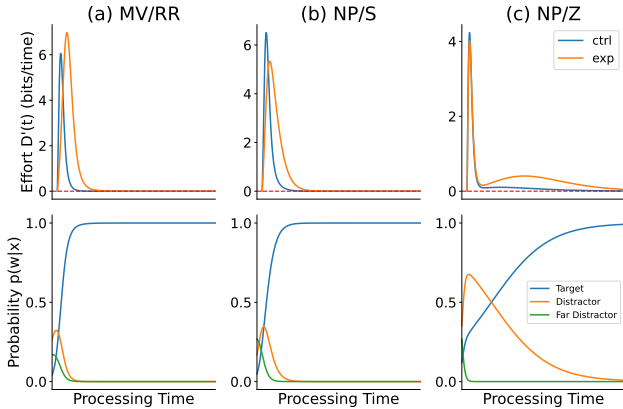 (a) MV/RR
(b) NP/S
(c) NP/Z
Effort D'(t) (bits/time)
6
4
2
0
6
4
2
0
4
2
0
ctrl
exp
Probability p(w|x)
1.0
0.5
0.0
1.0
0.5
0.0
1.0
0.5
0.0
Target
Distractor
Far Distractor
Processing Time
Processing Time
Processing Time